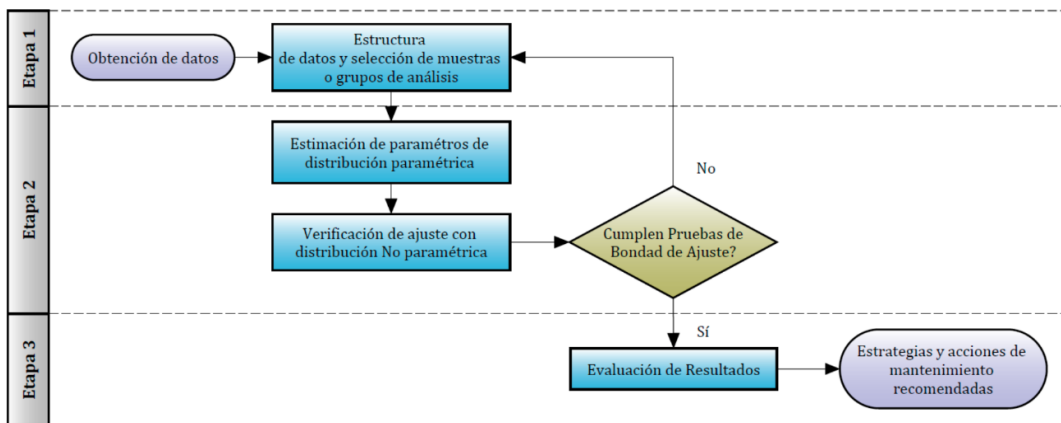 Etapa 1
Obtención de datos
Estructura
de datos y selección de muestras
o grupos de análisis
Etapa 2
Estimación de paramétros de
distribución paramétrica
Verificación de ajuste con
distribución No paramétrica
Cumplen Pruebas de
Bondad de Ajuste?
No
Sí
Etapa 3
Evaluación de Resultados
Estrategias y acciones de
mantenimiento
recomendadas